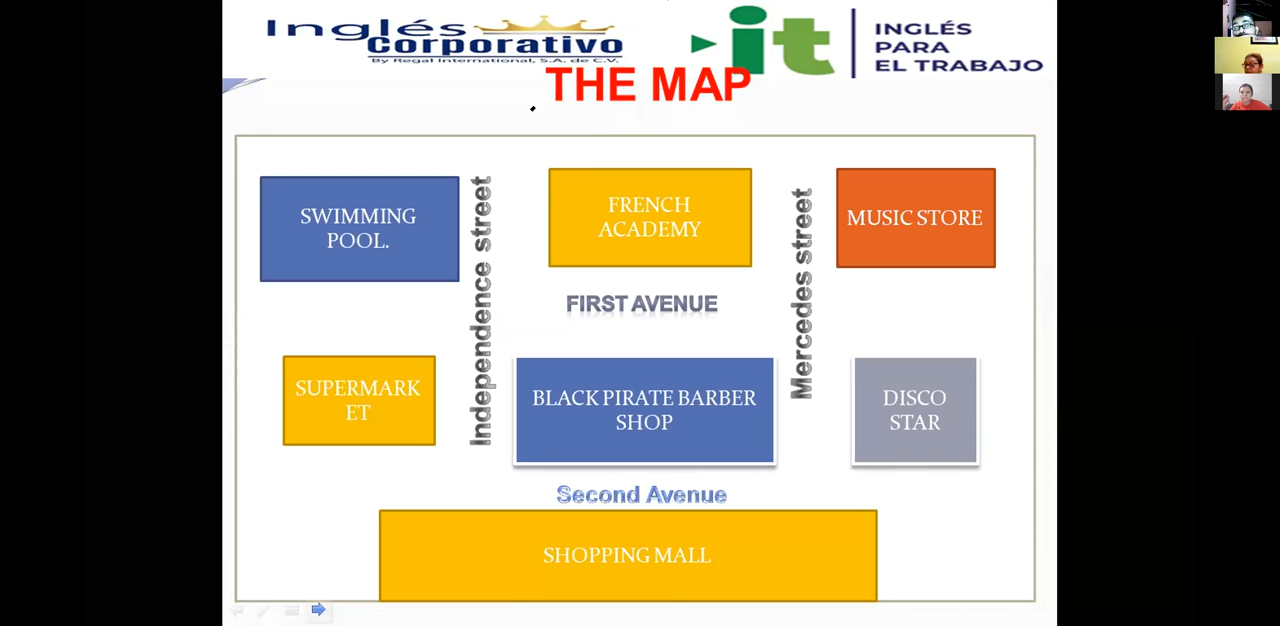 Inglés
Corporativo
By Regal International, S.A. de C.V.
it
INGLÉS
PARA
EL TRABAJO
THE MAP
SWIMMING
POOL.
Independence street
FRENCH
ACADEMY
Mercedes street
MUSIC STORE
FIRST AVENUE
SUPERMARK
ET
BLACK PIRATE BARBER
SHOP
DISCO
STAR
Second Avenue
SHOPPING MALL